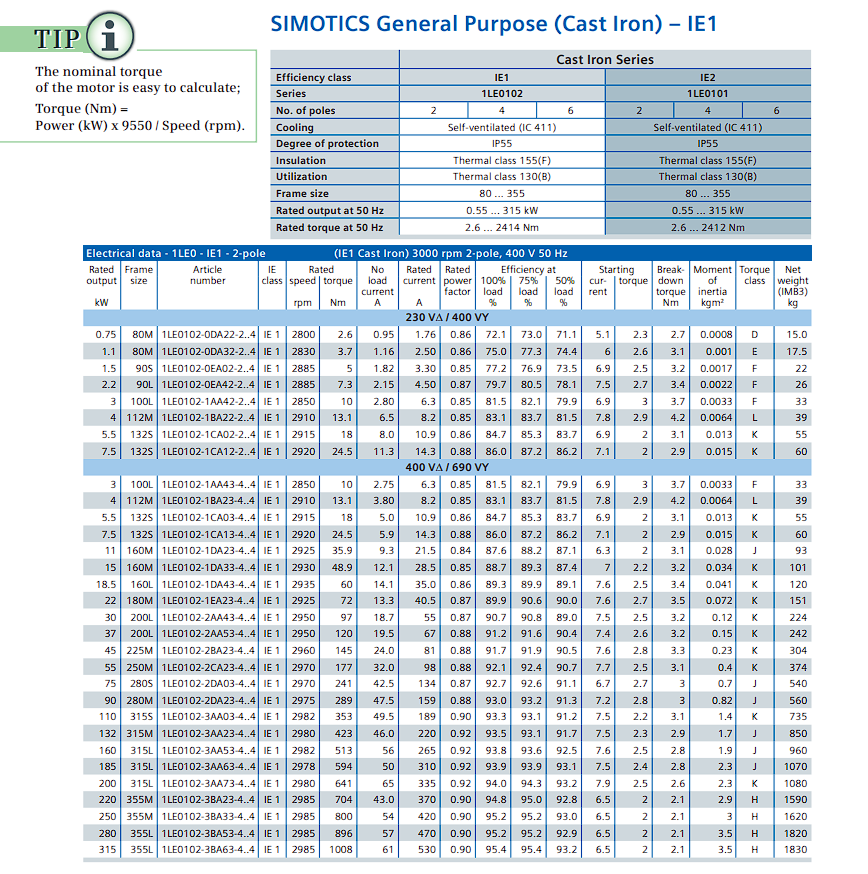 SIMOTICS General Purpose (Cast Iron) – IE1
TIP i
The nominal torque
of the motor is easy to calculate;
Torque (Nm) =
Power (kW) x 9550 / Speed (rpm).
Cast Iron Series
Efficiency class IE1 IE2
Series 1LE0102 1LE0101
No. of poles 2 4 6 2 4 6
Cooling Self-ventilated (IC 411) Self-ventilated (IC 411)
Degree of protection IP55 IP55
Insulation Thermal class 155(F) Thermal class 155(F)
Utilization Thermal class 130(B) Thermal class 130(B)
Frame size 80 ... 355 80 ... 355
Rated output at 50 Hz 0.55 ... 315 kW 0.55 ... 315 kW
Rated torque at 50 Hz 2.6 ... 2414 Nm 2.6 ... 2412 Nm
Electrical data - 1LE0 - IE1 - 2-pole (IE1 Cast Iron) 3000 rpm 2-pole, 400 V 50 Hz
Rated Frame Article IE Rated No Rated Rated Efficiency at Starting Break- Moment Torque Net
output size number class speed torque load current power 100% 75% 50% cur- torque down of class weight
current factor load load load rent torque inertia (IMB3)
kW rpm Nm A A % % % Nm kgm² kg
230 V∆ / 400 VY
0.75 80M 1LE0102-0DA22-2..4 IE 1 2800 2.6 0.95 1.76 0.86 72.1 73.0 71.1 5.1 2.3 2.7 0.0008 D 15.0
1.1 80M 1LE0102-0DA32-2..4 IE 1 2830 3.7 1.16 2.50 0.86 75.0 77.3 74.4 6 2.6 3.1 0.001 E 17.5
1.5 90S 1LE0102-0EA02-2..4 IE 1 2885 5 1.82 3.30 0.85 77.2 76.9 73.5 6.9 2.5 3.2 0.0017 F 22
2.2 90L 1LE0102-0EA42-2..4 IE 1 2885 7.3 2.15 4.50 0.87 79.7 80.5 78.1 7.5 2.7 3.4 0.0022 F 26
3 100L 1LE0102-1AA42-2..4 IE 1 2850 10 2.80 6.3 0.85 81.5 82.1 79.9 6.9 3 3.7 0.0033 F 33
4 112M 1LE0102-1BA22-2..4 IE 1 2910 13.1 6.5 8.2 0.85 83.1 83.7 81.5 7.8 2.9 4.2 0.0064 L 39
5.5 132S 1LE0102-1CA02-2..4 IE 1 2915 18 8.0 10.9 0.86 84.7 85.3 83.7 6.9 2 3.1 0.013 K 55
7.5 132S 1LE0102-1CA12-2..4 IE 1 2920 24.5 11.3 14.3 0.88 86.0 87.2 86.2 7.1 2 2.9 0.015 K 60
400 V∆ / 690 VY
3 100L 1LE0102-1AA43-4..4 IE 1 2850 10 2.75 6.3 0.85 81.5 82.1 79.9 6.9 3 3.7 0.0033 F 33
4 112M 1LE0102-1BA23-4..4 IE 1 2910 13.1 3.80 8.2 0.85 83.1 83.7 81.5 7.8 2.9 4.2 0.0064 L 39
5.5 132S 1LE0102-1CA03-4..4 IE 1 2915 18 5.0 10.9 0.86 84.7 85.3 83.7 6.9 2 3.1 0.013 K 55
7.5 132S 1LE0102-1CA13-4..4 IE 1 2920 24.5 5.9 14.3 0.88 86.0 87.2 86.2 7.1 2 2.9 0.015 K 60
11 160M 1LE0102-1DA23-4..4 IE 1 2925 35.9 9.3 21.5 0.84 87.6 88.2 87.1 6.3 2 3.1 0.028 J 93
15 160M 1LE0102-1DA33-4..4 IE 1 2930 48.9 12.1 28.5 0.85 88.7 89.3 87.4 7 2.2 3.2 0.034 K 101
18.5 160L 1LE0102-1DA43-4..4 IE 1 2935 60 14.1 35.0 0.86 89.3 89.9 89.1 7.6 2.5 3.4 0.041 K 120
22 180M 1LE0102-1EA23-4..4 IE 1 2925 72 13.3 40.5 0.87 89.9 90.6 90.0 7.6 2.7 3.5 0.072 K 151
30 200L 1LE0102-2AA43-4..4 IE 1 2950 97 18.7 55 0.87 90.7 90.8 89.0 7.5 2.5 3.2 0.12 K 224
37 200L 1LE0102-2AA53-4..4 IE 1 2950 120 19.5 67 0.88 91.2 91.6 90.4 7.4 2.6 3.2 0.15 K 242
45 225M 1LE0102-2BA23-4..4 IE 1 2960 145 24.0 81 0.88 91.7 91.9 90.5 7.6 2.8 3.3 0.23 K 304
55 250M 1LE0102-2CA23-4..4 IE 1 2970 177 32.0 98 0.88 92.1 92.4 90.7 7.7 2.5 3.1 0.4 K 374
75 280S 1LE0102-2DA03-4..4 IE 1 2970 241 42.5 134 0.87 92.7 92.6 91.1 6.7 2.7 3 0.7 J 540
90 280M 1LE0102-2DA23-4..4 IE 1 2975 289 47.5 159 0.88 93.0 93.2 91.3 7.2 2.8 3 0.82 J 560
110 315S 1LE0102-3AA03-4..4 IE 1 2982 353 49.5 189 0.90 93.3 93.1 91.2 7.5 2.2 3.1 1.4 K 735
132 315M 1LE0102-3AA23-4..4 IE 1 2980 423 46.0 220 0.92 93.5 93.1 91.7 7.5 2.3 2.9 1.7 J 850
160 315L 1LE0102-3AA53-4..4 IE 1 2982 513 56 265 0.92 93.8 93.6 92.5 7.6 2.5 2.8 1.9 J 960
185 315L 1LE0102-3AA63-4..4 IE 1 2978 594 50 310 0.92 93.9 93.9 93.1 7.5 2.4 2.8 2.3 J 1070
200 315L 1LE0102-3AA73-4..4 IE 1 2980 641 65 335 0.92 94.0 94.3 93.2 7.9 2.5 2.6 2.3 K 1080
220 355M 1LE0102-3BA23-4..4 IE 1 2985 704 43.0 370 0.90 94.8 95.0 92.8 6.5 2 2.1 2.9 H 1590
250 355M 1LE0102-3BA33-4..4 IE 1 2985 800 54 420 0.90 95.2 95.2 93.0 6.5 2 2.1 3 H 1620
280 355L 1LE0102-3BA53-4..4 IE 1 2985 896 57 470 0.90 95.2 95.2 92.9 6.5 2 2.1 3.5 H 1820
315 355L 1LE0102-3BA63-4..4 IE 1 2985 1008 61 530 0.90 95.4 95.4 93.2 6.5 2 2.1 3.5 H 1830